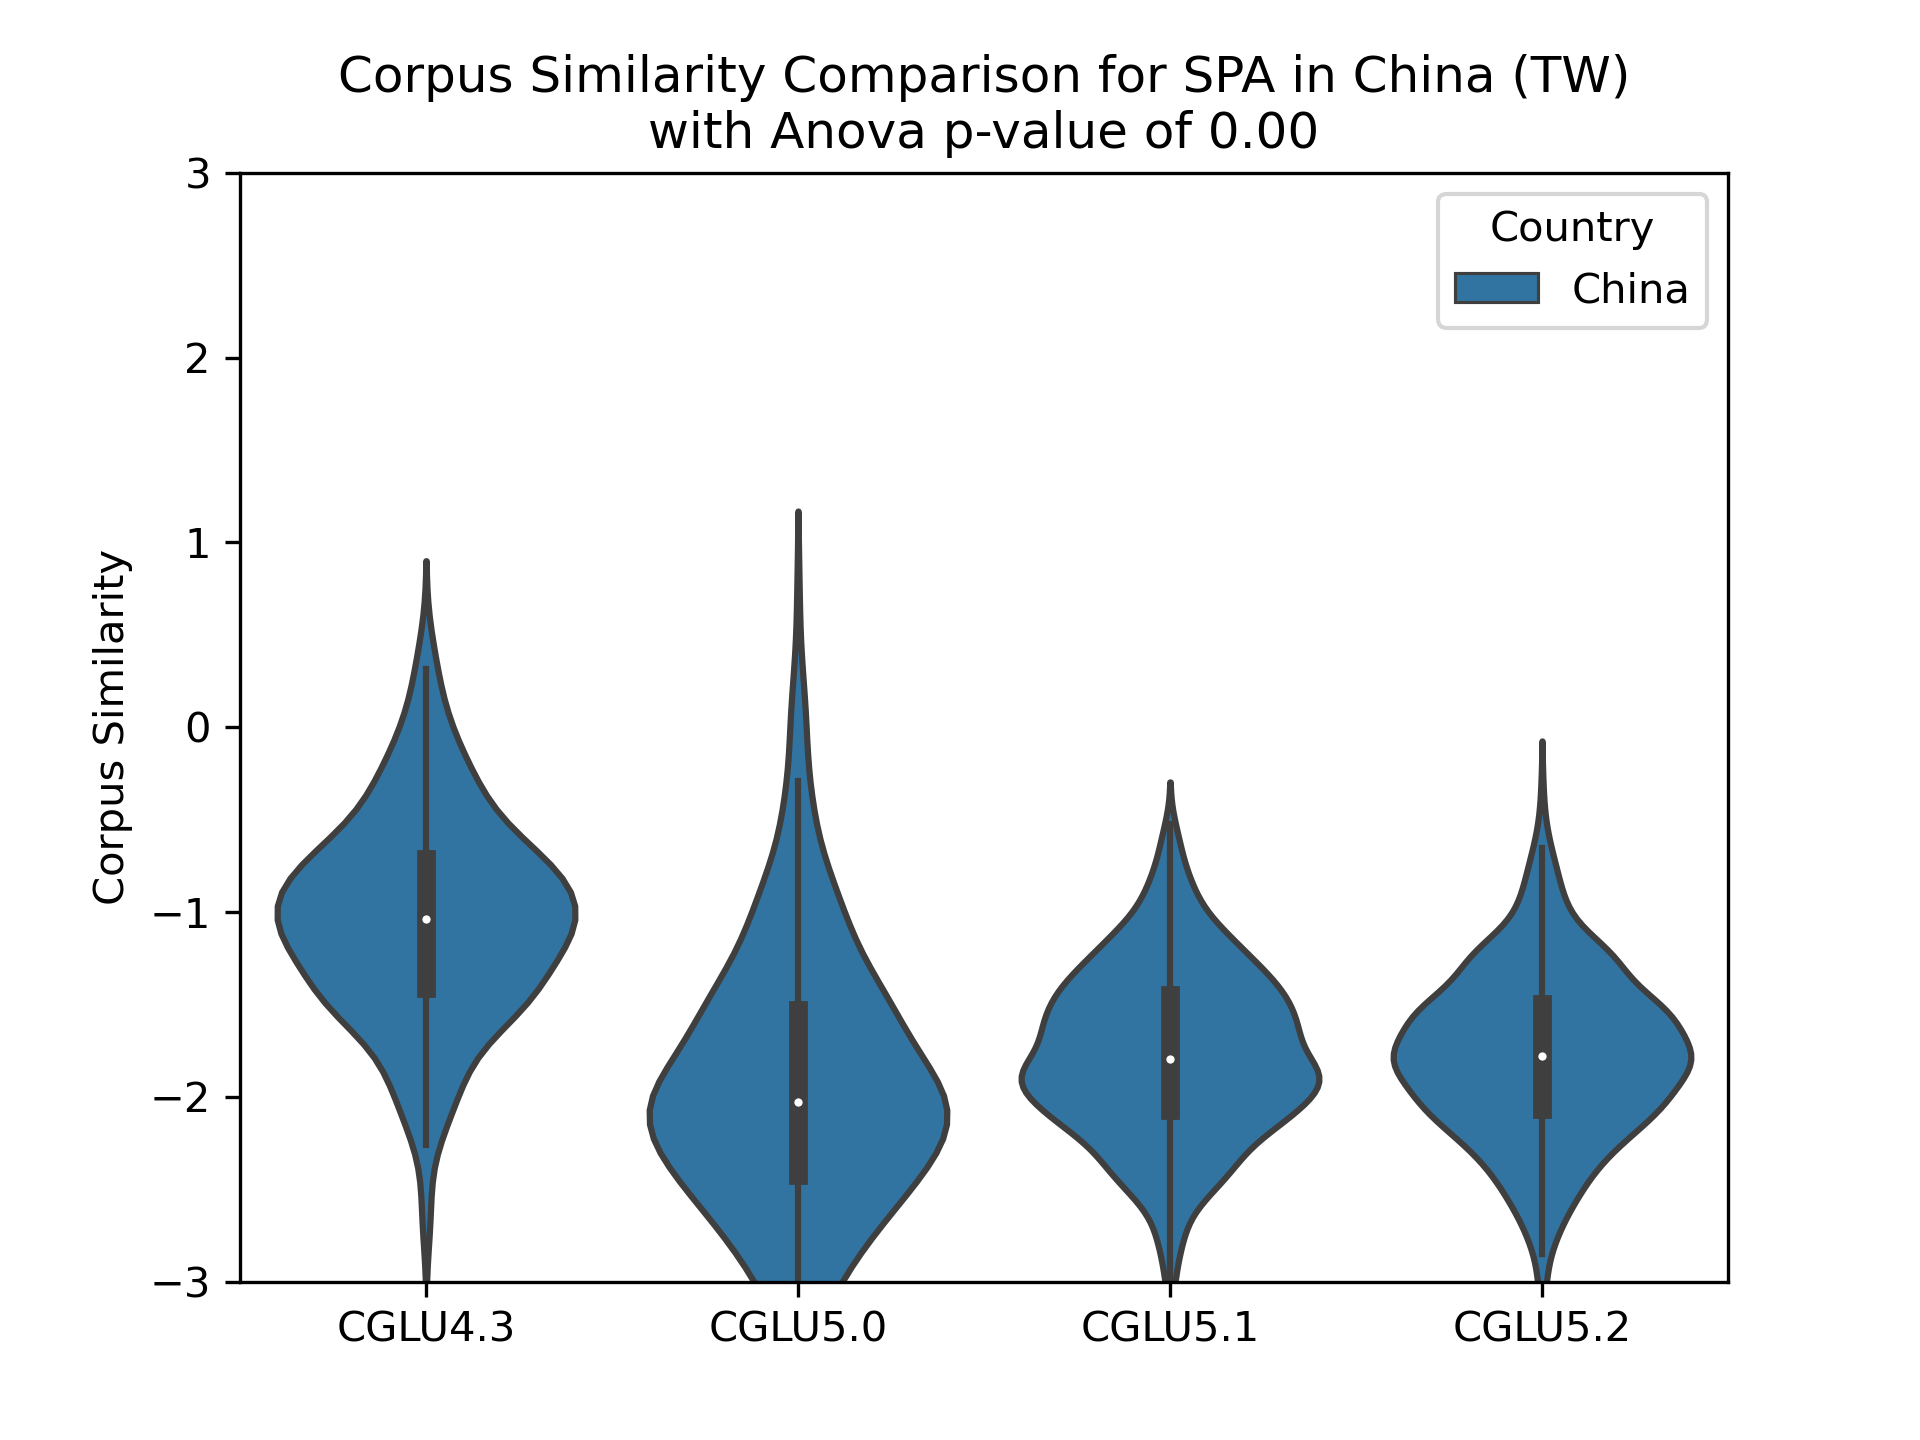 Corpus Similarity Comparison for SPA in China (TW)
with Anova p-value of 0.00
3
2
1
0
−1
−2
−3
Corpus Similarity
Country
China
CGLU4.3
CGLU5.0
CGLU5.1
CGLU5.2